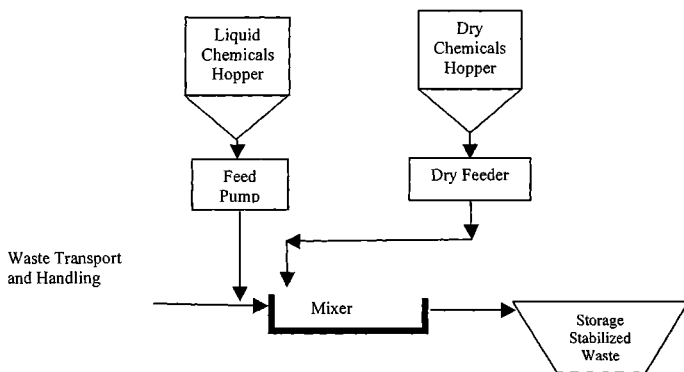 Liquid
Chemicals
Hopper
Dry
Chemicals
Hopper
Feed
Pump
Dry Feeder
Waste Transport
and Handling
Mixer
Storage
Stabilized
Waste